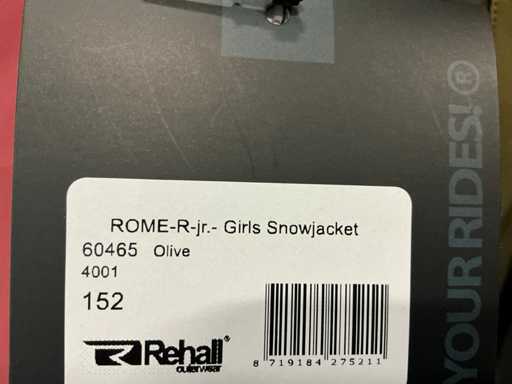 YOUR RIDES!®
ROME-R-jr.- Girls Snowjacket
60465 Olive
4001
152
Rehall®
outerwear
8 719184 275211